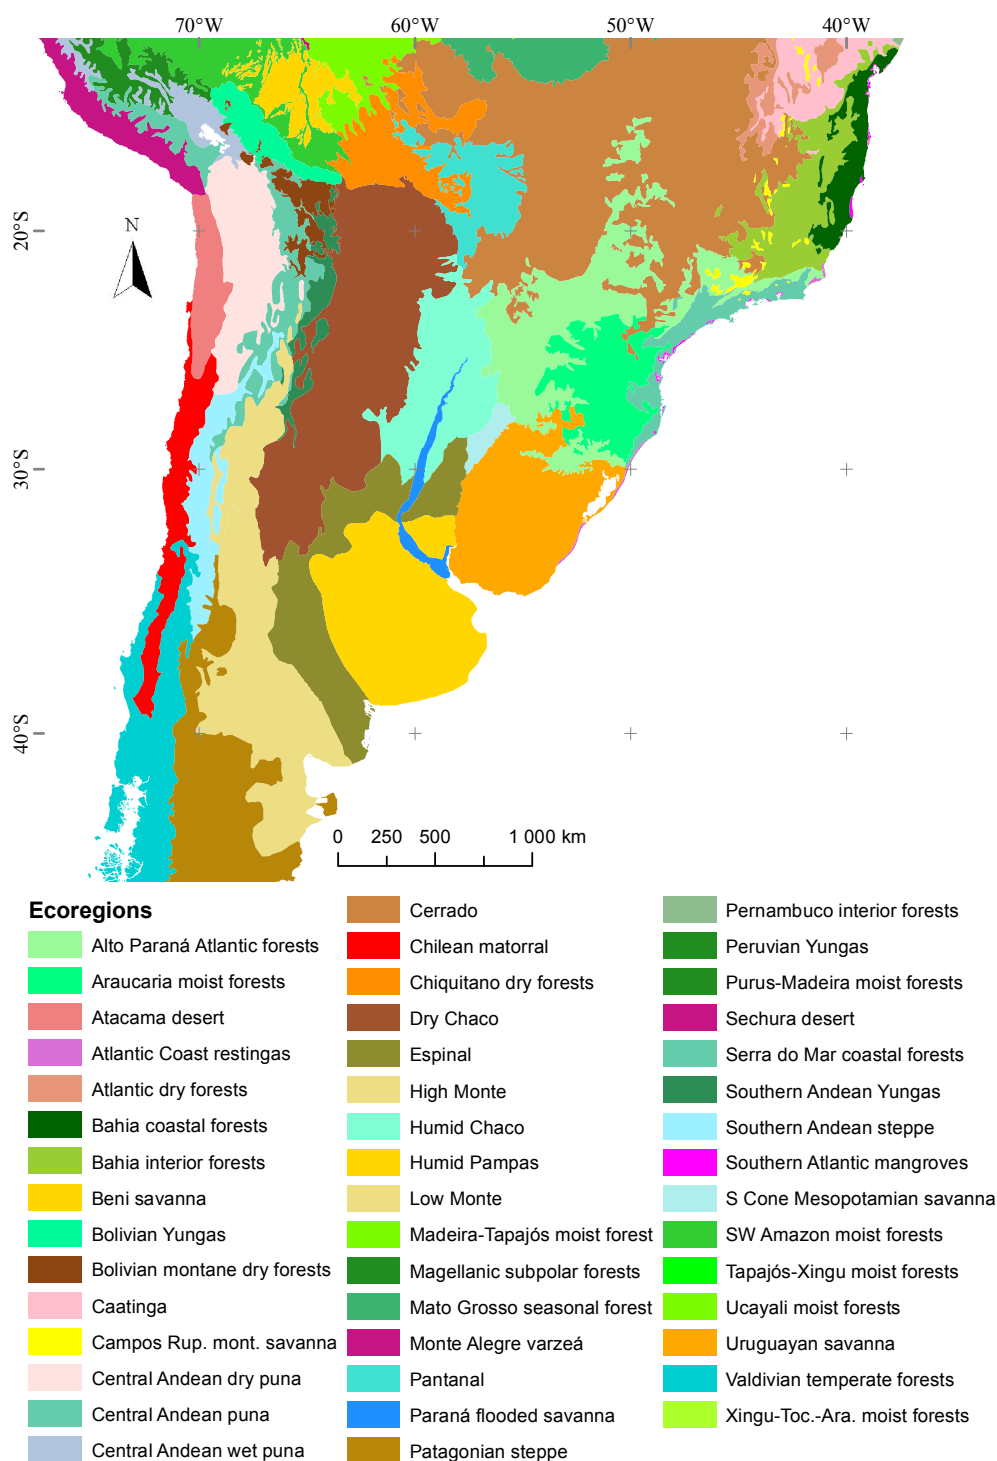 70°W 60°W 50°W 40°W
N
20°S
30°S
40°S
0 250 500 1 000 km
Ecoregions
Alto Paraná Atlantic forests
Araucaria moist forests
Atacama desert
Atlantic Coast restingas
Atlantic dry forests
Bahia coastal forests
Bahia interior forests
Beni savanna
Bolivian Yungas
Bolivian montane dry forests
Caatinga
Campos Rup. mont. savanna
Central Andean dry puna
Central Andean puna
Central Andean wet puna
Cerrado
Chilean matorral
Chiquitano dry forests
Dry Chaco
Espinal
High Monte
Humid Chaco
Humid Pampas
Low Monte
Madeira-Tapajós moist forest
Magellanic subpolar forests
Mato Grosso seasonal forest
Monte Alegre varzeá
Pantanal
Paraná flooded savanna
Patagonian steppe
Pernambuco interior forests
Peruvian Yungas
Purus-Madeira moist forests
Sechura desert
Serra do Mar coastal forests
Southern Andean Yungas
Southern Andean steppe
Southern Atlantic mangroves
S Cone Mesopotamian savanna
SW Amazon moist forests
Tapajós-Xingu moist forests
Ucayali moist forests
Uruguayan savanna
Valdivian temperate forests
Xingu-Toc.-Ara. moist forests